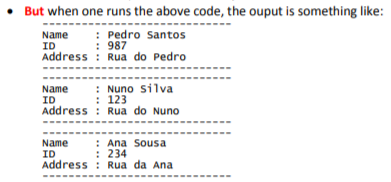 • But when one runs the above code, the ouput is something like:
------------------------------
Name    : Pedro Santos
ID      : 987
Address : Rua do Pedro
------------------------------
------------------------------
Name    : Nuno Silva
ID      : 123
Address : Rua do Nuno
------------------------------
------------------------------
Name    : Ana Sousa
ID      : 234
Address : Rua da Ana
------------------------------